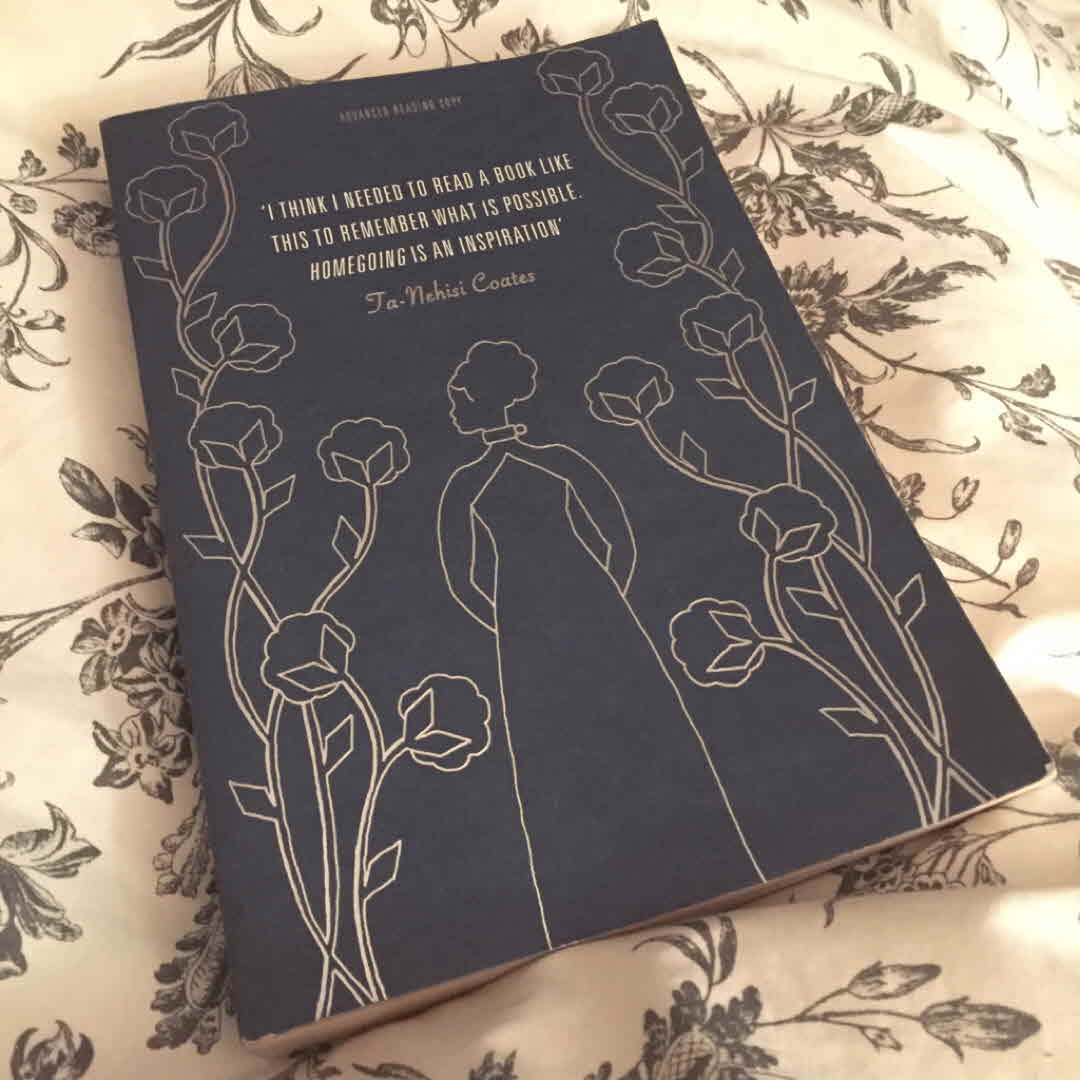 ADVANCED READING COPY
'I THINK I NEEDED TO READ A BOOK LIKE
THIS TO REMEMBER WHAT IS POSSIBLE.
HOMEGOING IS AN INSPIRATION'
Ta-Nehisi Coates